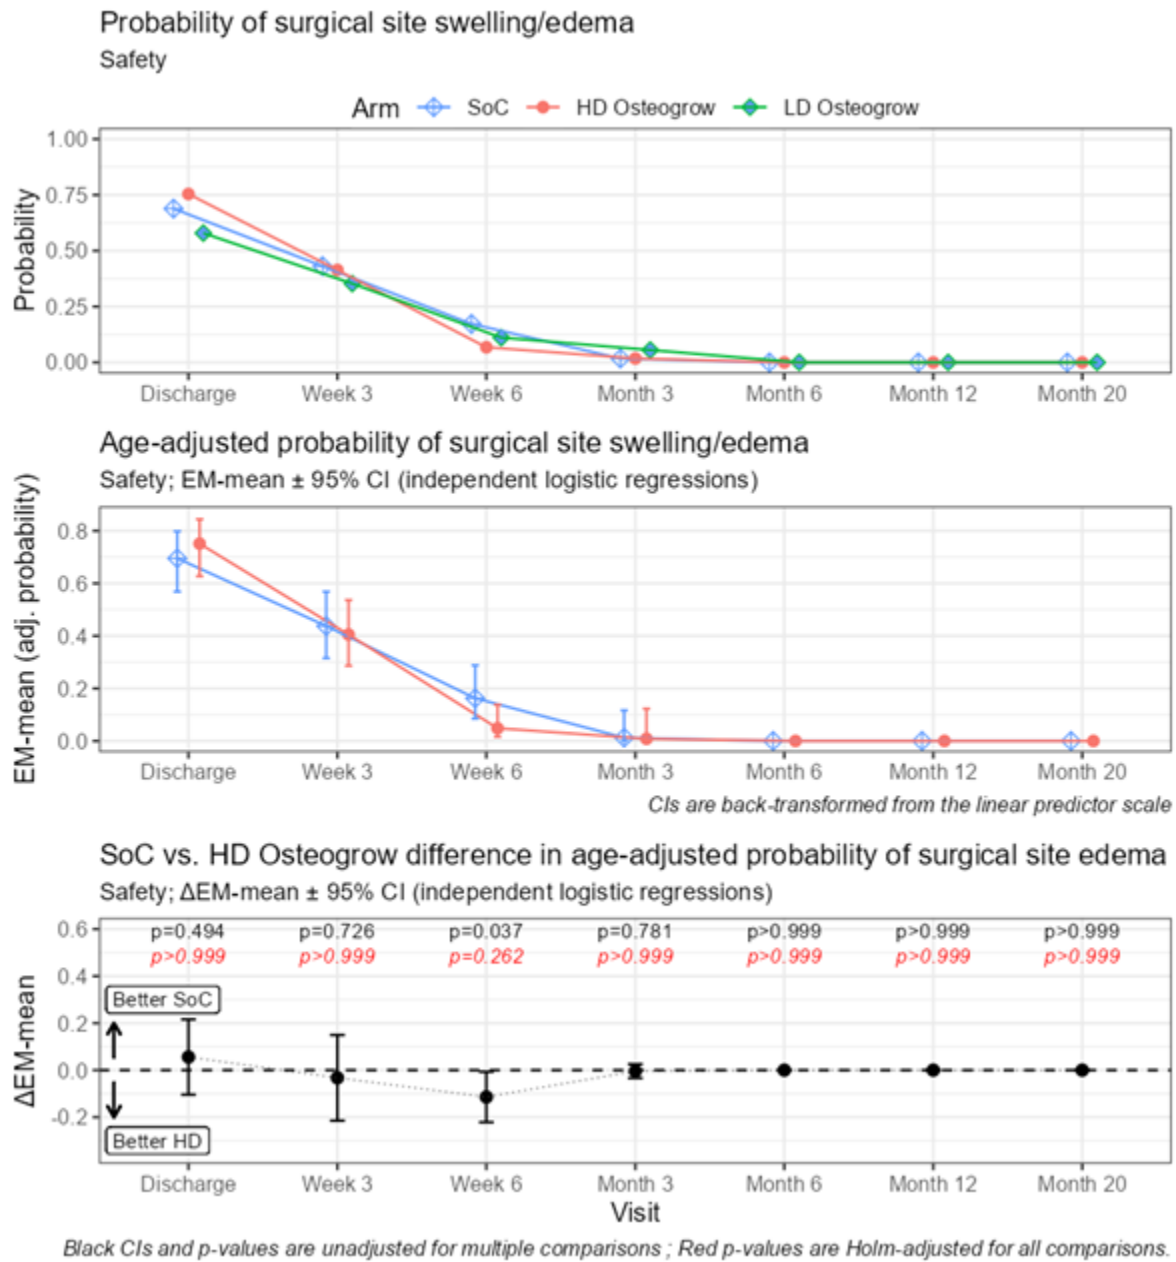 Probability of surgical site swelling/edema
Safety
Arm SoC HD Osteogrow LD Osteogrow
Probability
1.00
0.75
0.50
0.25
0.00
Discharge Week 3 Week 6 Month 3 Month 6 Month 12 Month 20
Age-adjusted probability of surgical site swelling/edema
Safety; EM-mean ± 95% CI (independent logistic regressions)
EM-mean (adj. probability)
0.8
0.6
0.4
0.2
0.0
Discharge Week 3 Week 6 Month 3 Month 6 Month 12 Month 20
CIs are back-transformed from the linear predictor scale
SoC vs. HD Osteogrow difference in age-adjusted probability of surgical site edema
Safety; ΔEM-mean ± 95% CI (independent logistic regressions)
ΔEM-mean
0.6
0.4
0.2
0.0
-0.2
p=0.494 p=0.726 p=0.037 p=0.781 p>0.999 p>0.999 p>0.999
p>0.999 p>0.999 p=0.262 p>0.999 p>0.999 p>0.999 p>0.999
Better SoC
Better HD
Discharge Week 3 Week 6 Month 3 Month 6 Month 12 Month 20
Visit
Black CIs and p-values are unadjusted for multiple comparisons ; Red p-values are Holm-adjusted for all comparisons.